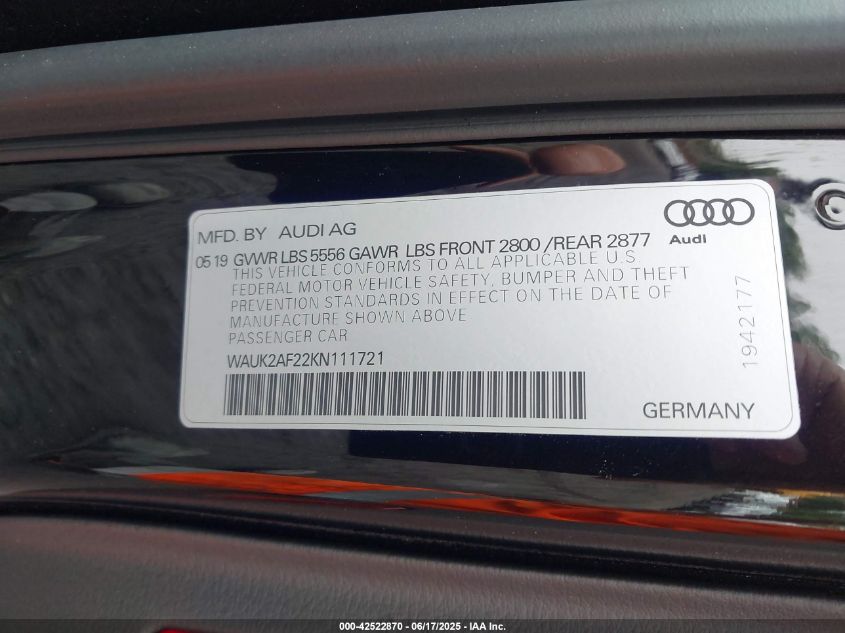 MFD. BY AUDI AG
Audi
0519 GVWR LBS 5556 GAWR LBS FRONT 2800 /REAR 2877
THIS VEHICLE CONFORMS TO ALL APPLICABLE U.S
FEDERAL MOTOR VEHICLE SAFETY, BUMPER AND THEFT
PREVENTION STANDARDS IN EFFECT ON THE DATE OF
MANUFACTURE SHOWN ABOVE
PASSENGER CAR
WAUK2AF22KN111721
1942177
GERMANY
000-42522870 - 06/17/2025 - IAA Inc.